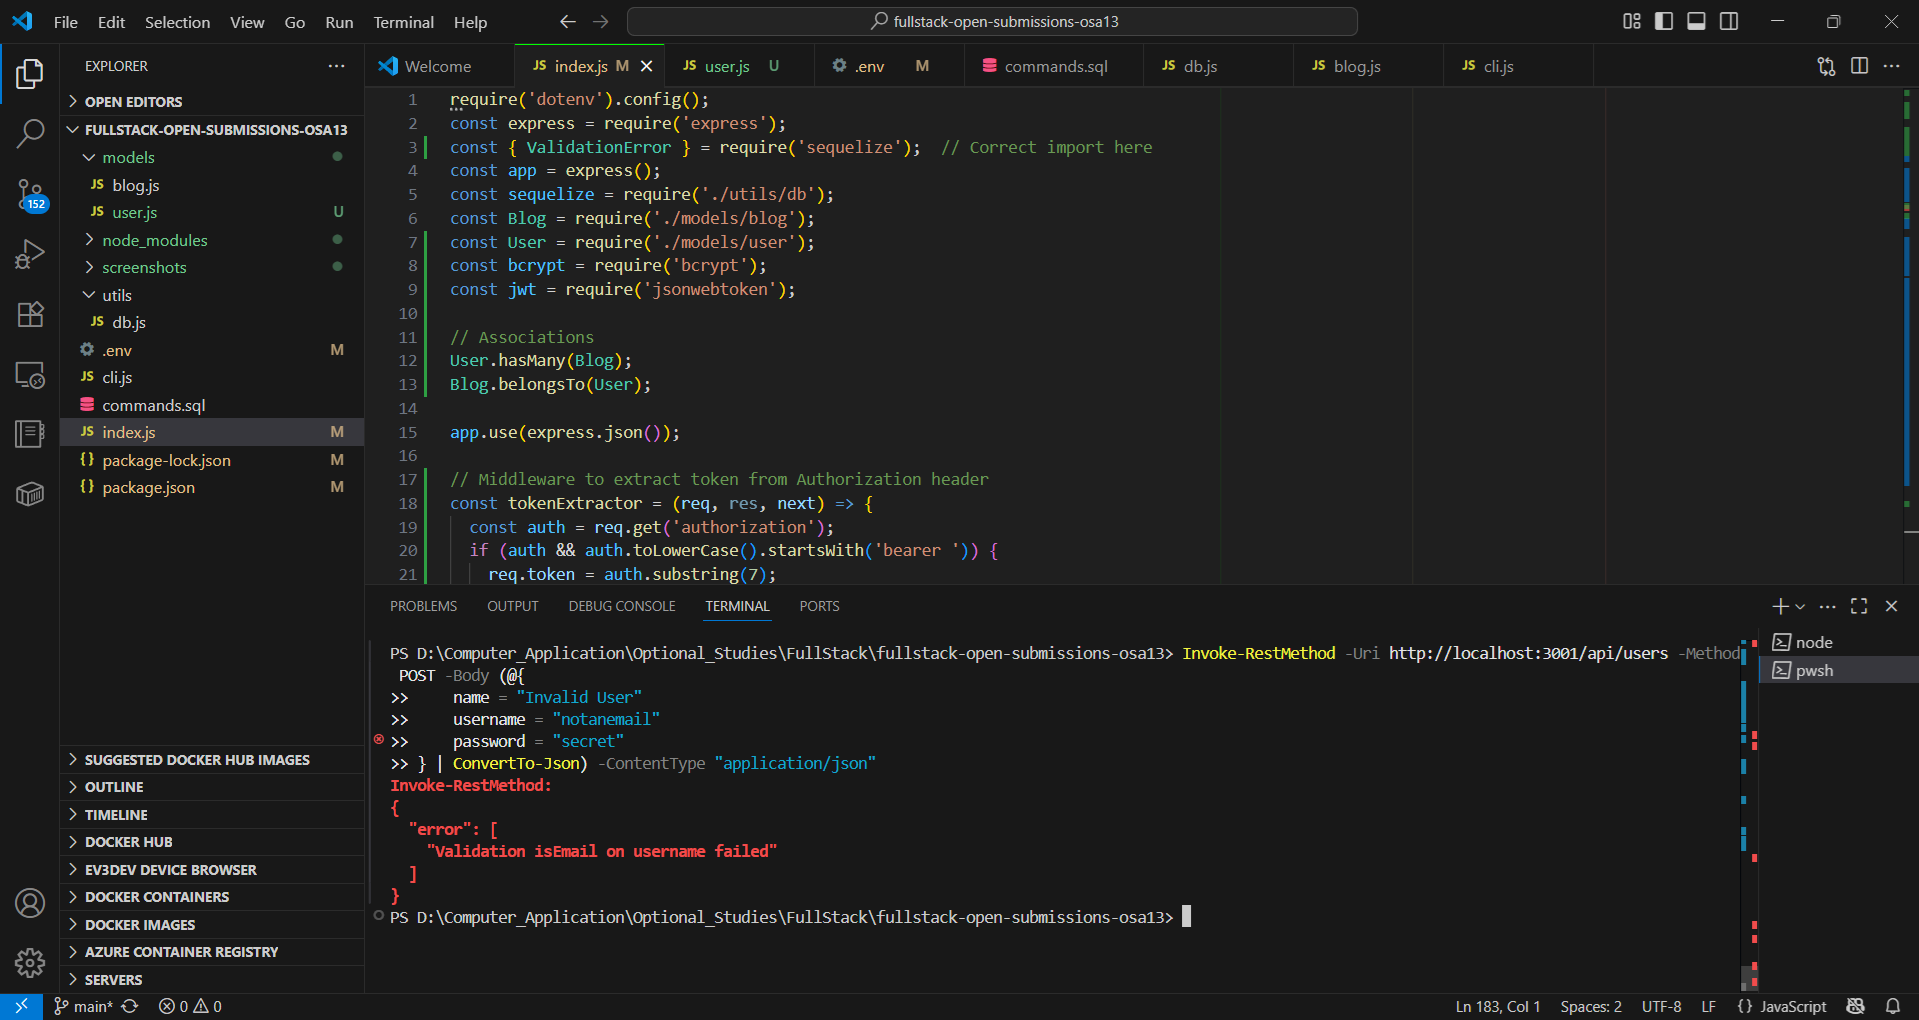 File Edit Selection View Go Run Terminal Help
fullstack-open-submissions-osa13
EXPLORER
OPEN EDITORS
FULLSTACK-OPEN-SUBMISSIONS-OSA13
models
JS blog.js
JS user.js U
node_modules
screenshots
utils
JS db.js
.env M
JS cli.js
commands.sql
JS index.js M
{} package-lock.json M
{} package.json M
SUGGESTED DOCKER HUB IMAGES
OUTLINE
TIMELINE
DOCKER HUB
EV3DEV DEVICE BROWSER
DOCKER CONTAINERS
DOCKER IMAGES
AZURE CONTAINER REGISTRY
SERVERS
152
Welcome JS index.js M JS user.js U .env M commands.sql JS db.js JS blog.js JS cli.js
1 require('dotenv').config();
2 const express = require('express');
3 const { ValidationError } = require('sequelize');  // Correct import here
4 const app = express();
5 const sequelize = require('./utils/db');
6 const Blog = require('./models/blog');
7 const User = require('./models/user');
8 const bcrypt = require('bcrypt');
9 const jwt = require('jsonwebtoken');
10
11 // Associations
12 User.hasMany(Blog);
13 Blog.belongsTo(User);
14
15 app.use(express.json());
16
17 // Middleware to extract token from Authorization header
18 const tokenExtractor = (req, res, next) => {
19   const auth = req.get('authorization');
20   if (auth && auth.toLowerCase().startsWith('bearer ')) {
21     req.token = auth.substring(7);
PROBLEMS OUTPUT DEBUG CONSOLE TERMINAL PORTS
node
pwsh
PS D:\Computer_Application\Optional_Studies\FullStack\fullstack-open-submissions-osa13> Invoke-RestMethod -Uri http://localhost:3001/api/users -Method
POST -Body (@{
>>     name = "Invalid User"
>>     username = "notanemail"
>>     password = "secret"
>> } | ConvertTo-Json) -ContentType "application/json"
Invoke-RestMethod:
{
  "error": [
    "Validation isEmail on username failed"
  ]
}
PS D:\Computer_Application\Optional_Studies\FullStack\fullstack-open-submissions-osa13>
main* 0 0 Ln 183, Col 1 Spaces: 2 UTF-8 LF {} JavaScript